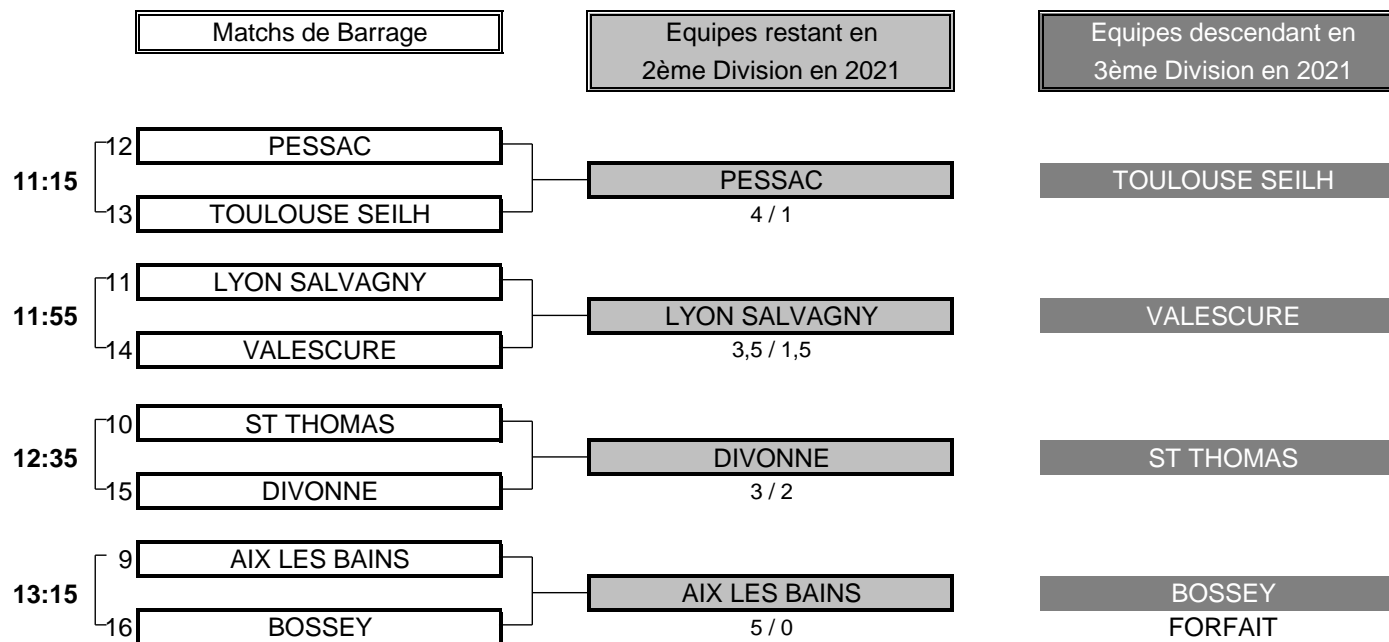 Matchs de Barrage
Equipes restant en
2ème Division en 2021
Equipes descendant en
3ème Division en 2021
12 PESSAC
11:15 PESSAC TOULOUSE SEILH
13 TOULOUSE SEILH 4 / 1
11 LYON SALVAGNY
11:55 LYON SALVAGNY VALESCURE
14 VALESCURE 3,5 / 1,5
10 ST THOMAS
12:35 DIVONNE ST THOMAS
15 DIVONNE 3 / 2
9 AIX LES BAINS
13:15 AIX LES BAINS BOSSEY
16 BOSSEY 5 / 0 FORFAIT